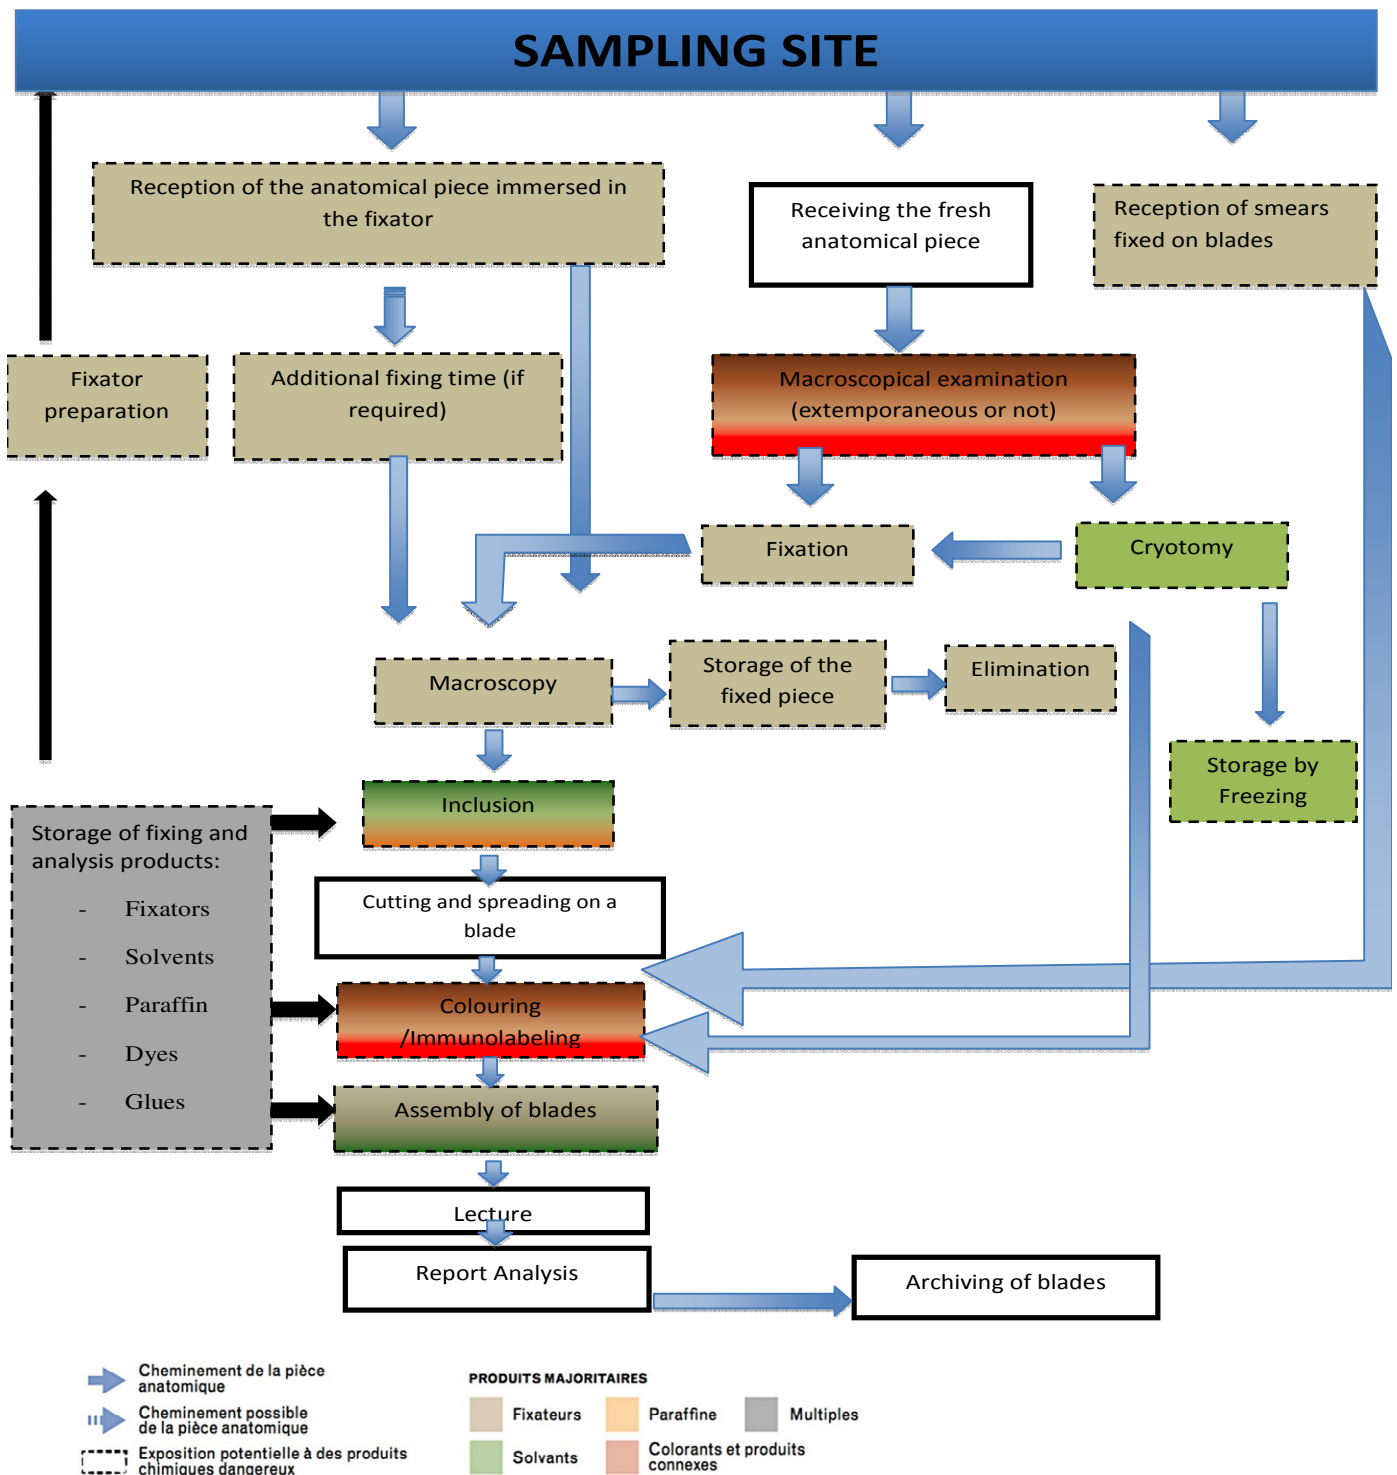 SAMPLING SITE
Reception of the anatomical piece immersed in
the fixator
Receiving the fresh
anatomical piece
Reception of smears
fixed on blades
Fixator
preparation
Additional fixing time (if
required)
Macroscopical examination
(extemporaneous or not)
Fixation
Cryotomy
Macroscopy
Storage of the
fixed piece
Elimination
Storage by
Freezing
Inclusion
Storage of fixing and
analysis products:
- Fixators
- Solvents
- Paraffin
- Dyes
- Glues
Cutting and spreading on a
blade
Colouring
/Immunolabeling
Assembly of blades
Lecture
Report Analysis
Archiving of blades
Cheminement de la pièce
anatomique
Cheminement possible
de la pièce anatomique
Exposition potentielle à des produits
chimiques dangereux
PRODUITS MAJORITAIRES
Fixateurs
Paraffine
Multiples
Solvants
Colorants et produits
connexes